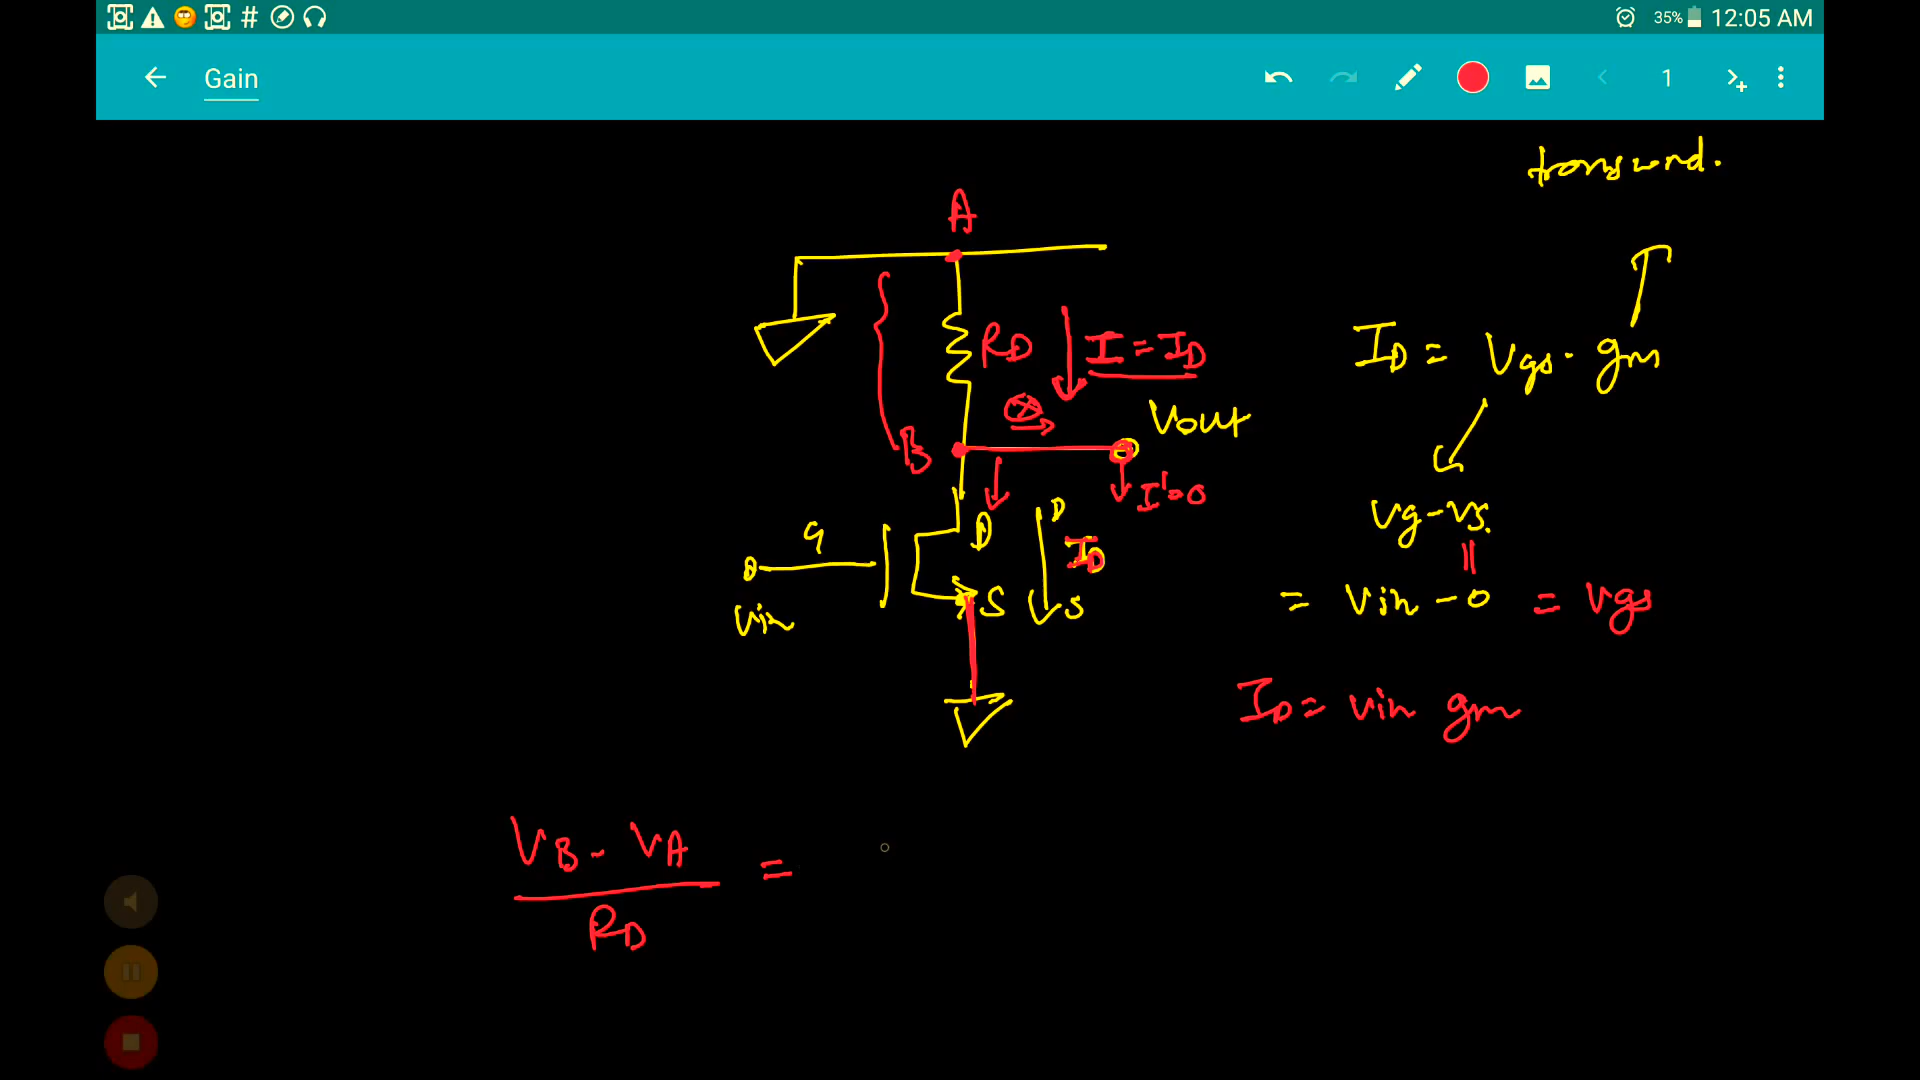 # 35% 12:05 AM
Gain 1
A
RD I = ID
Vout
B
I'=0
G D D
ID
S S
Vin
ID = Vgs . gm
Vg - Vs.
= Vin - 0 = Vgs
ID = Vin gm
VB - VA
=
RD